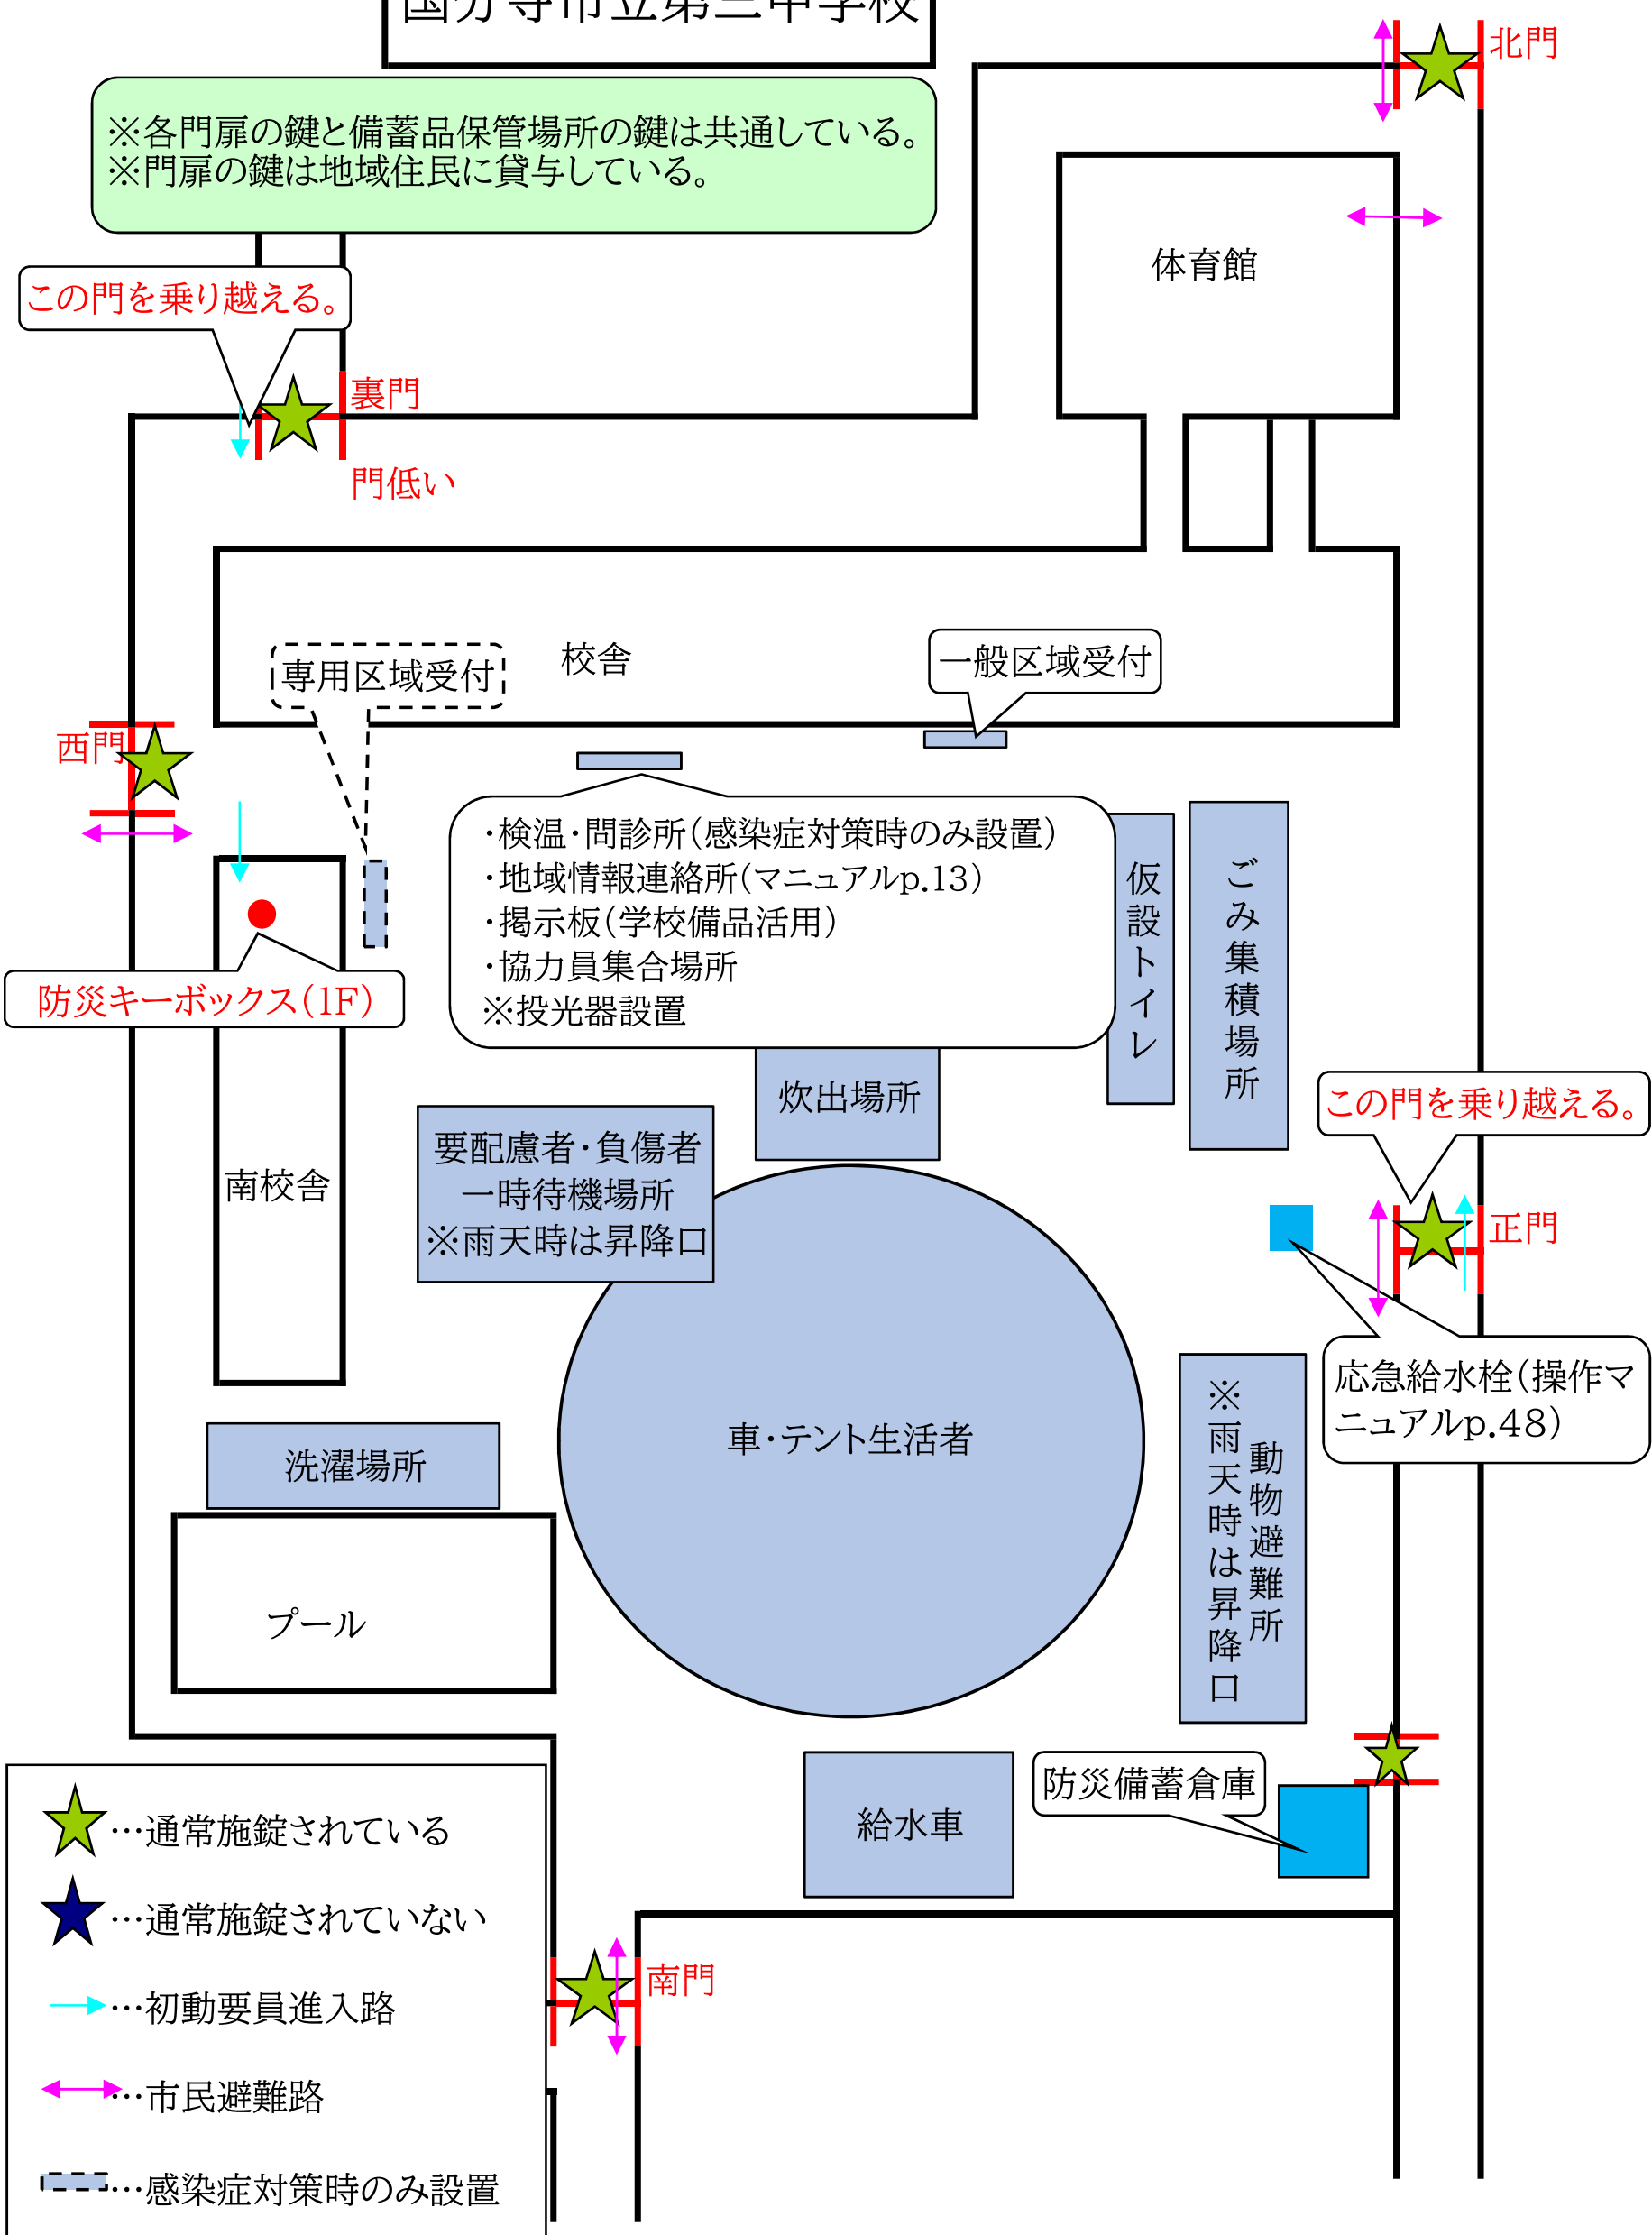 国分寺市立第三中学校
北門
※各門扉の鍵と備蓄品保管場所の鍵は共通している。
※門扉の鍵は地域住民に貸与している。
体育館
この門を乗り越える。
裏門
門低い
校舎
専用区域受付
一般区域受付
西門
・検温・問診所(感染症対策時のみ設置)
・地域情報連絡所(マニュアルp.13)
・掲示板(学校備品活用)
・協力員集合場所
※投光器設置
仮設トイレ
ごみ集積場所
防災キーボックス(1F)
炊出場所
この門を乗り越える。
要配慮者・負傷者
一時待機場所
※雨天時は昇降口
南校舎
正門
応急給水栓(操作マ
ニュアルp.48)
車・テント生活者
動物避難所
※雨天時は昇降口
洗濯場所
プール
防災備蓄倉庫
給水車
南門
…通常施錠されている
…通常施錠されていない
…初動要員進入路
…市民避難路
…感染症対策時のみ設置